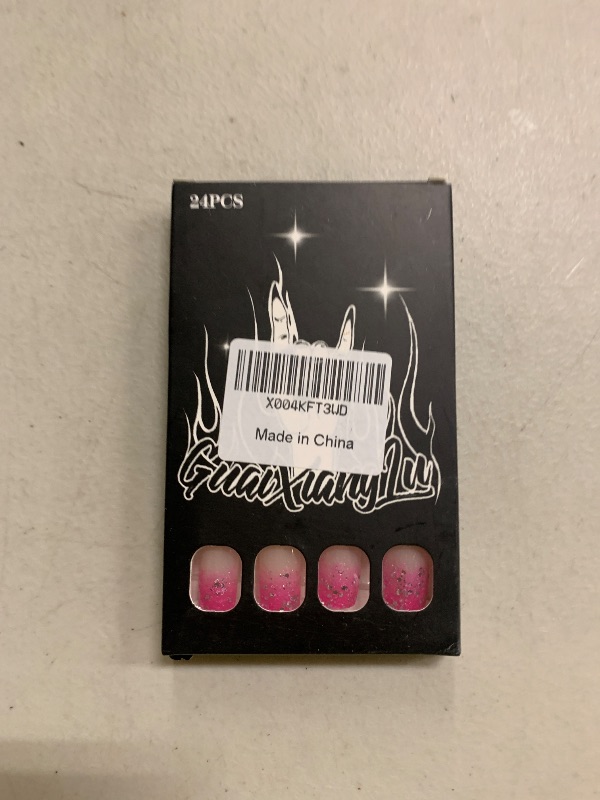 24PCS
X004KFT3WD
Made in China
GuaiXiangLu